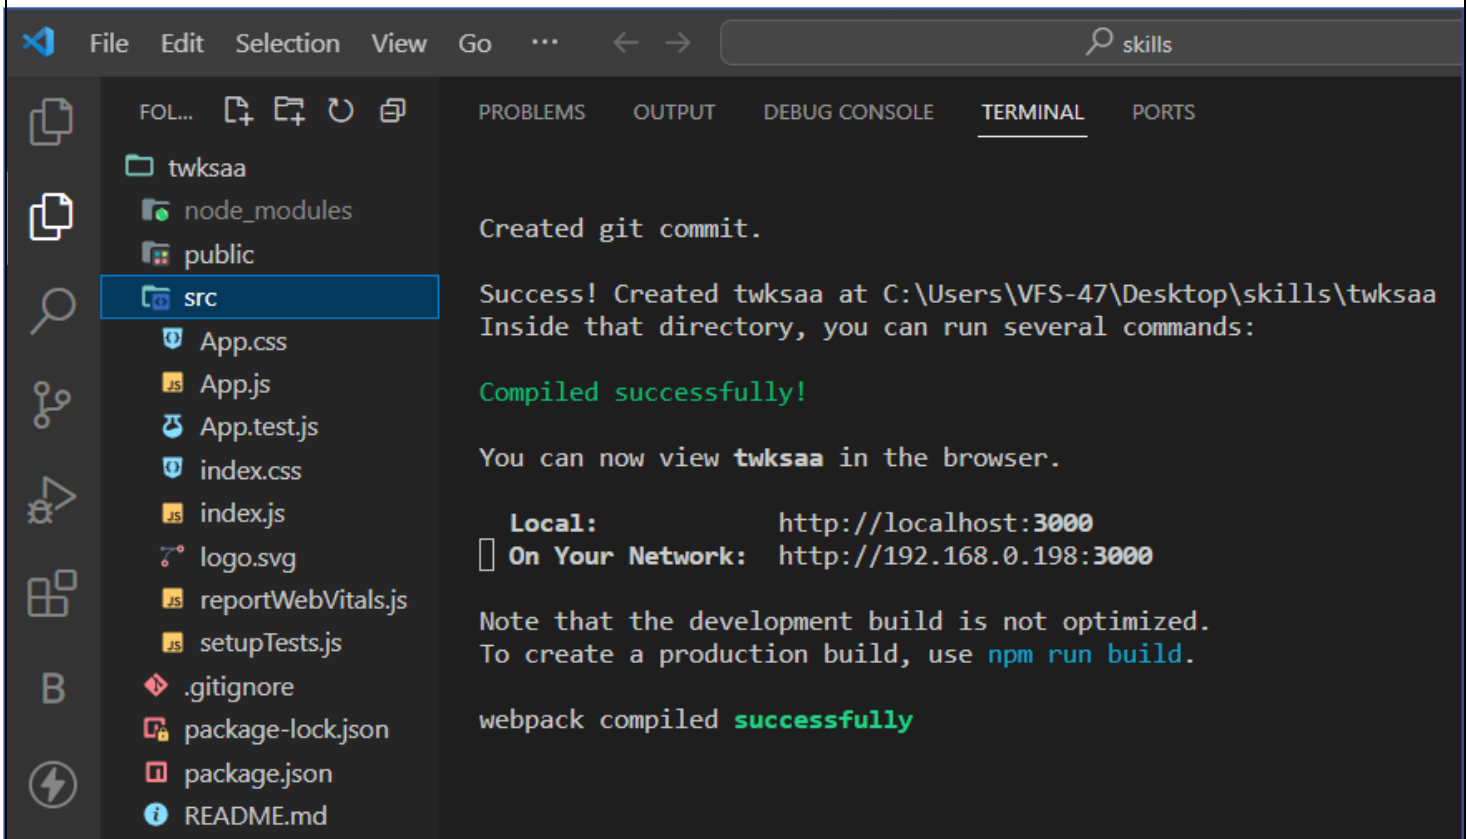 File Edit Selection View Go ··· skills
FOL...
twksaa
node_modules
public
src
App.css
App.js
App.test.js
index.css
index.js
logo.svg
reportWebVitals.js
setupTests.js
.gitignore
package-lock.json
package.json
README.md
PROBLEMS OUTPUT DEBUG CONSOLE TERMINAL PORTS
Created git commit.
Success! Created twksaa at C:\Users\VFS-47\Desktop\skills\twksaa
Inside that directory, you can run several commands:
Compiled successfully!
You can now view twksaa in the browser.
Local: http://localhost:3000
On Your Network: http://192.168.0.198:3000
Note that the development build is not optimized.
To create a production build, use npm run build.
webpack compiled successfully
B